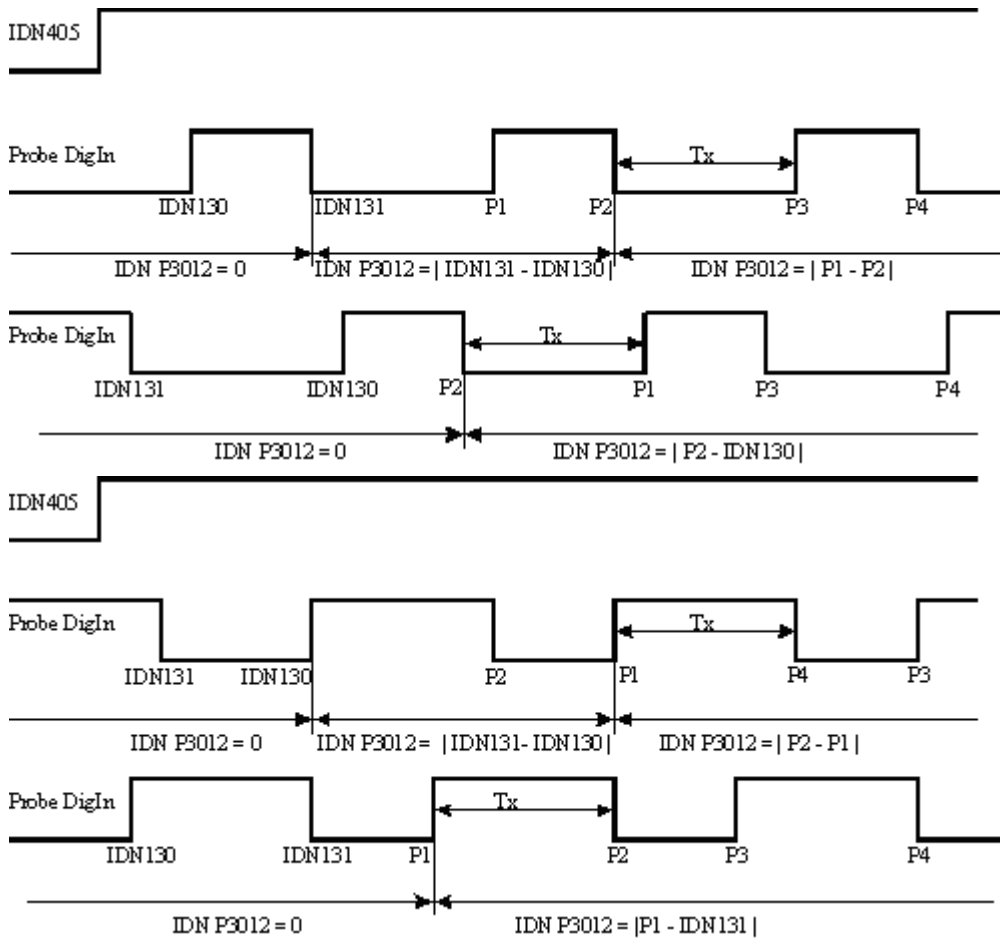 IDN405
Probe DigIn
Tx
IDN130 IDN131 P1 P2 P3 P4
IDN P3012 = 0 IDN P3012 = | IDN131 - IDN130 | IDN P3012 = | P1 - P2 |
Probe DigIn
Tx
IDN131 IDN130 P2 P1 P3 P4
IDN P3012 = 0 IDN P3012 = | P2 - IDN130 |
IDN405
Probe DigIn
Tx
IDN131 IDN130 P2 P1 P4 P3
IDN P3012 = 0 IDN P3012 = | IDN131- IDN130 | IDN P3012 = | P2 - P1 |
Probe DigIn
Tx
IDN130 IDN131 P1 P2 P3 P4
IDN P3012 = 0 IDN P3012 = |P1 - IDN131 |